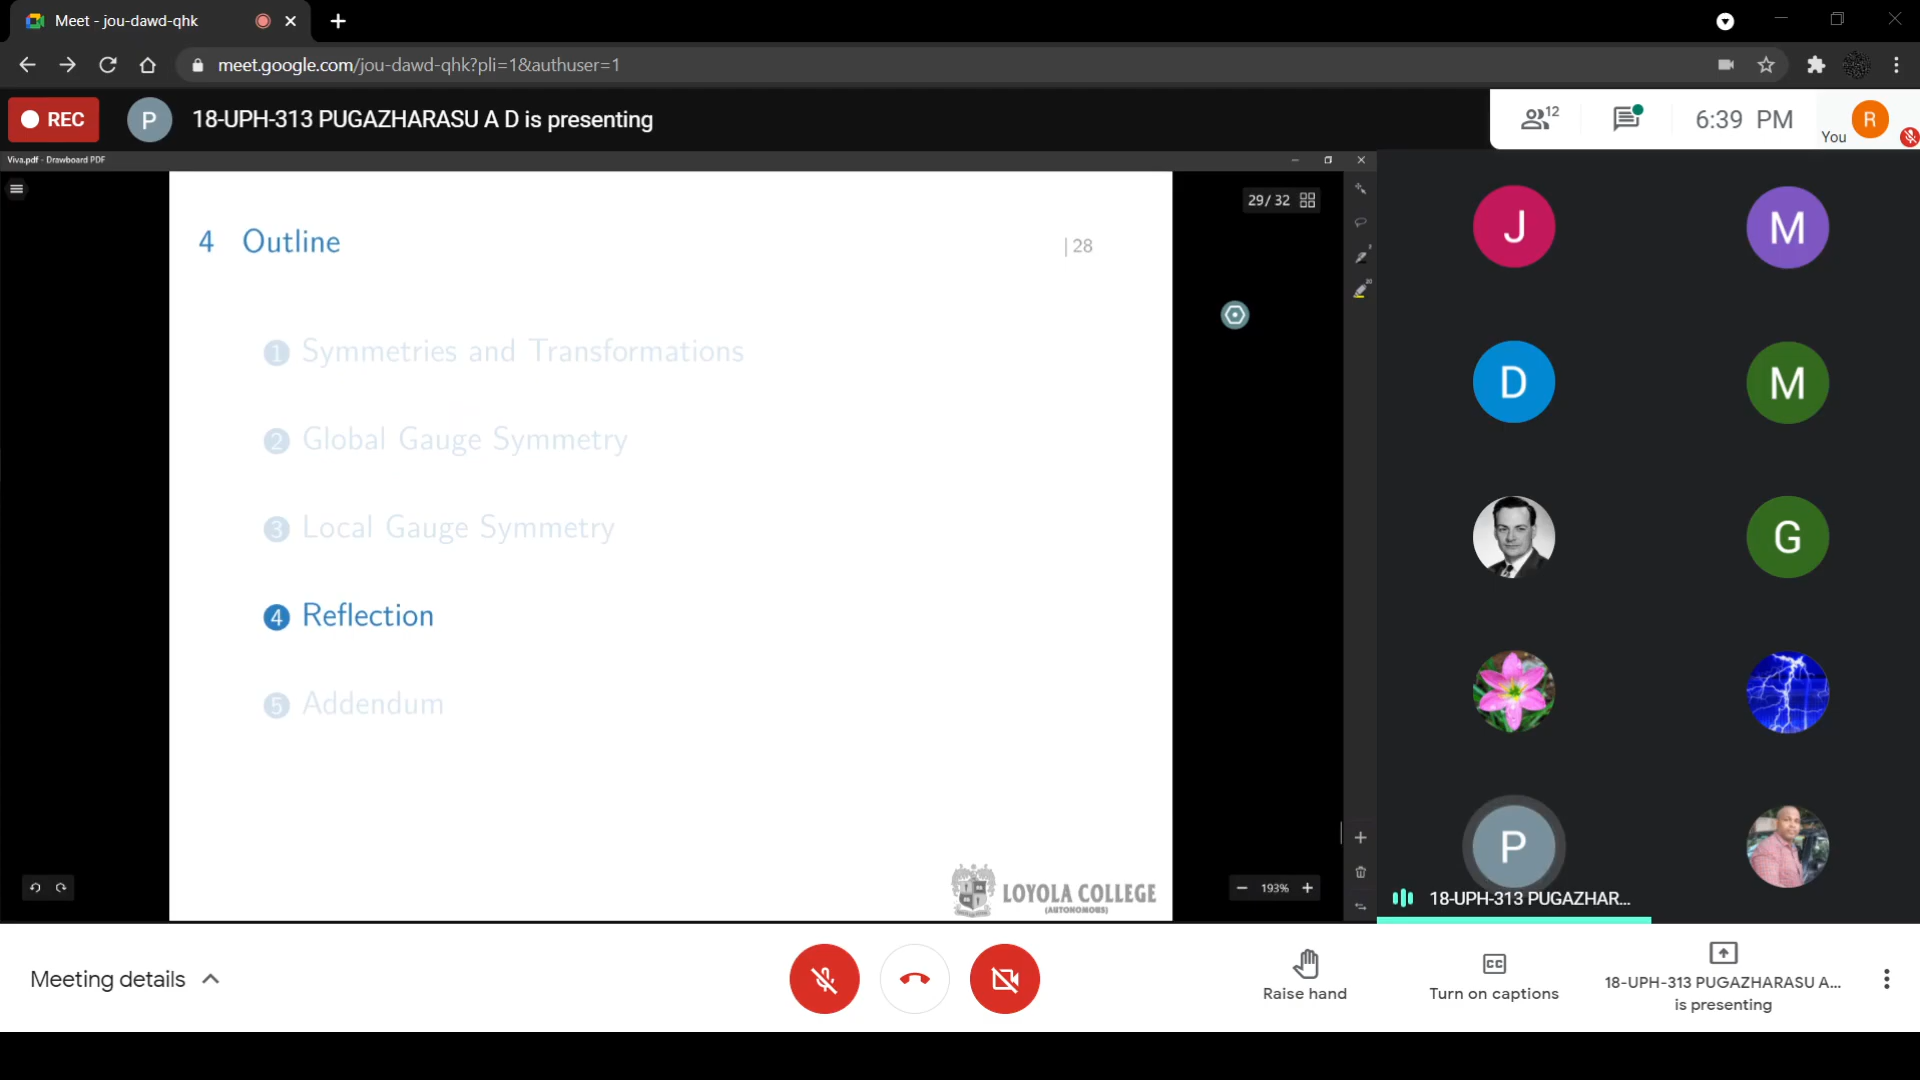 Meet - jou-dawd-qhk
meet.google.com/jou-dawd-qhk?pli=1&authuser=1
REC
P
18-UPH-313 PUGAZHARASU A D is presenting
12
6:39 PM
You
R
Viva.pdf - Drawboard PDF
29/ 32
4 Outline
| 28
1 Symmetries and Transformations
2 Global Gauge Symmetry
3 Local Gauge Symmetry
4 Reflection
5 Addendum
LOYOLA COLLEGE
(AUTONOMOUS)
193%
J
M
D
M
G
P
18-UPH-313 PUGAZHAR...
Meeting details
Raise hand
CC
Turn on captions
18-UPH-313 PUGAZHARASU A...
is presenting